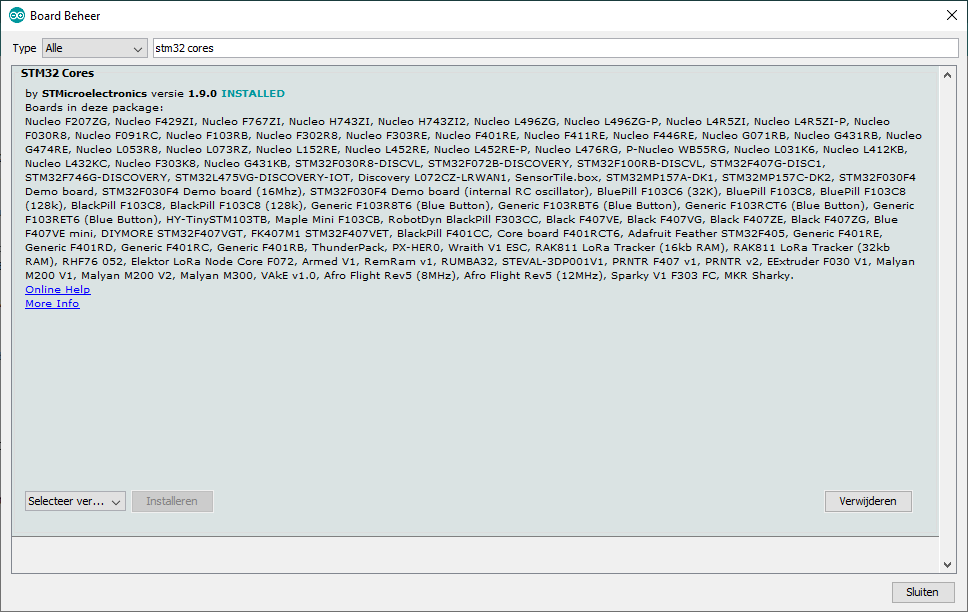 Board Beheer
Type Alle stm32 cores
STM32 Cores
by STMicroelectronics versie 1.9.0 INSTALLED
Boards in deze package:
Nucleo F207ZG, Nucleo F429ZI, Nucleo F767ZI, Nucleo H743ZI, Nucleo H743ZI2, Nucleo L496ZG, Nucleo L496ZG-P, Nucleo L4R5ZI, Nucleo L4R5ZI-P, Nucleo
F030R8, Nucleo F091RC, Nucleo F103RB, Nucleo F302R8, Nucleo F303RE, Nucleo F401RE, Nucleo F411RE, Nucleo F446RE, Nucleo G071RB, Nucleo G431RB, Nucleo
G474RE, Nucleo L053R8, Nucleo L073RZ, Nucleo L152RE, Nucleo L452RE, Nucleo L452RE-P, Nucleo L476RG, P-Nucleo WB55RG, Nucleo L031K6, Nucleo L412KB,
Nucleo L432KC, Nucleo F303K8, Nucleo G431KB, STM32F030R8-DISCVL, STM32F072B-DISCOVERY, STM32F100RB-DISCVL, STM32F407G-DISC1,
STM32F746G-DISCOVERY, STM32L475VG-DISCOVERY-IOT, Discovery L072CZ-LRWAN1, SensorTile.box, STM32MP157A-DK1, STM32MP157C-DK2, STM32F030F4
Demo board, STM32F030F4 Demo board (16Mhz), STM32F030F4 Demo board (internal RC oscillator), BluePill F103C6 (32K), BluePill F103C8, BluePill F103C8
(128k), BlackPill F103C8, BlackPill F103C8 (128k), Generic F103R8T6 (Blue Button), Generic F103RBT6 (Blue Button), Generic F103RCT6 (Blue Button), Generic
F103RET6 (Blue Button), HY-TinySTM103TB, Maple Mini F103CB, RobotDyn BlackPill F303CC, Black F407VE, Black F407VG, Black F407ZE, Black F407ZG, Blue
F407VE mini, DIYMORE STM32F407VGT, FK407M1 STM32F407VET, BlackPill F401CC, Core board F401RCT6, Adafruit Feather STM32F405, Generic F401RE,
Generic F401RD, Generic F401RC, Generic F401RB, ThunderPack, PX-HER0, Wraith V1 ESC, RAK811 LoRa Tracker (16kb RAM), RAK811 LoRa Tracker (32kb
RAM), RHF76 052, Elektor LoRa Node Core F072, Armed V1, RemRam v1, RUMBA32, STEVAL-3DP001V1, PRNTR F407 v1, PRNTR v2, EExtruder F030 V1, Malyan
M200 V1, Malyan M200 V2, Malyan M300, VAkE v1.0, Afro Flight Rev5 (8MHz), Afro Flight Rev5 (12MHz), Sparky V1 F303 FC, MKR Sharky.
Online Help
More Info
Selecteer ver... Installeren Verwijderen
Sluiten